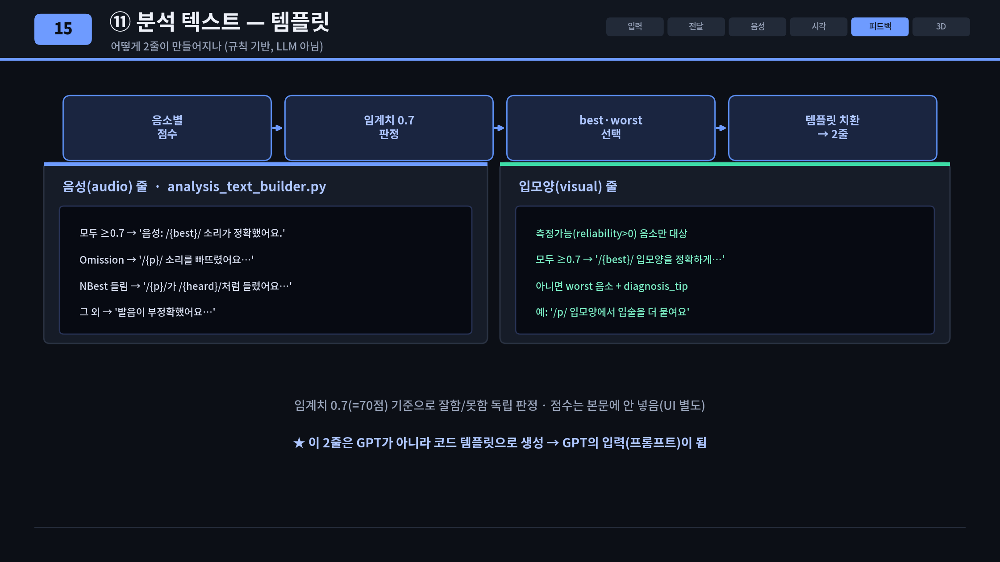 15
⑪ 분석 텍스트 — 템플릿
어떻게 2줄이 만들어지나 (규칙 기반, LLM 아님)
입력
전달
음성
시각
피드백
3D
음소별
점수
임계치 0.7
판정
best·worst
선택
템플릿 치환
→ 2줄
음성(audio) 줄 · analysis_text_builder.py
모두 ≥0.7 → '음성: /{best}/ 소리가 정확했어요.'
Omission → '/{p}/ 소리를 빠뜨렸어요…'
NBest 들림 → '/{p}/가 /{heard}/처럼 들렸어요…'
그 외 → '발음이 부정확했어요…'
입모양(visual) 줄
측정가능(reliability>0) 음소만 대상
모두 ≥0.7 → '/{best}/ 입모양을 정확하게…'
아니면 worst 음소 + diagnosis_tip
예: '/p/ 입모양에서 입술을 더 붙여요'
임계치 0.7(=70점) 기준으로 잘함/못함 독립 판정 · 점수는 본문에 안 넣음(UI 별도)
★ 이 2줄은 GPT가 아니라 코드 템플릿으로 생성 → GPT의 입력(프롬프트)이 됨